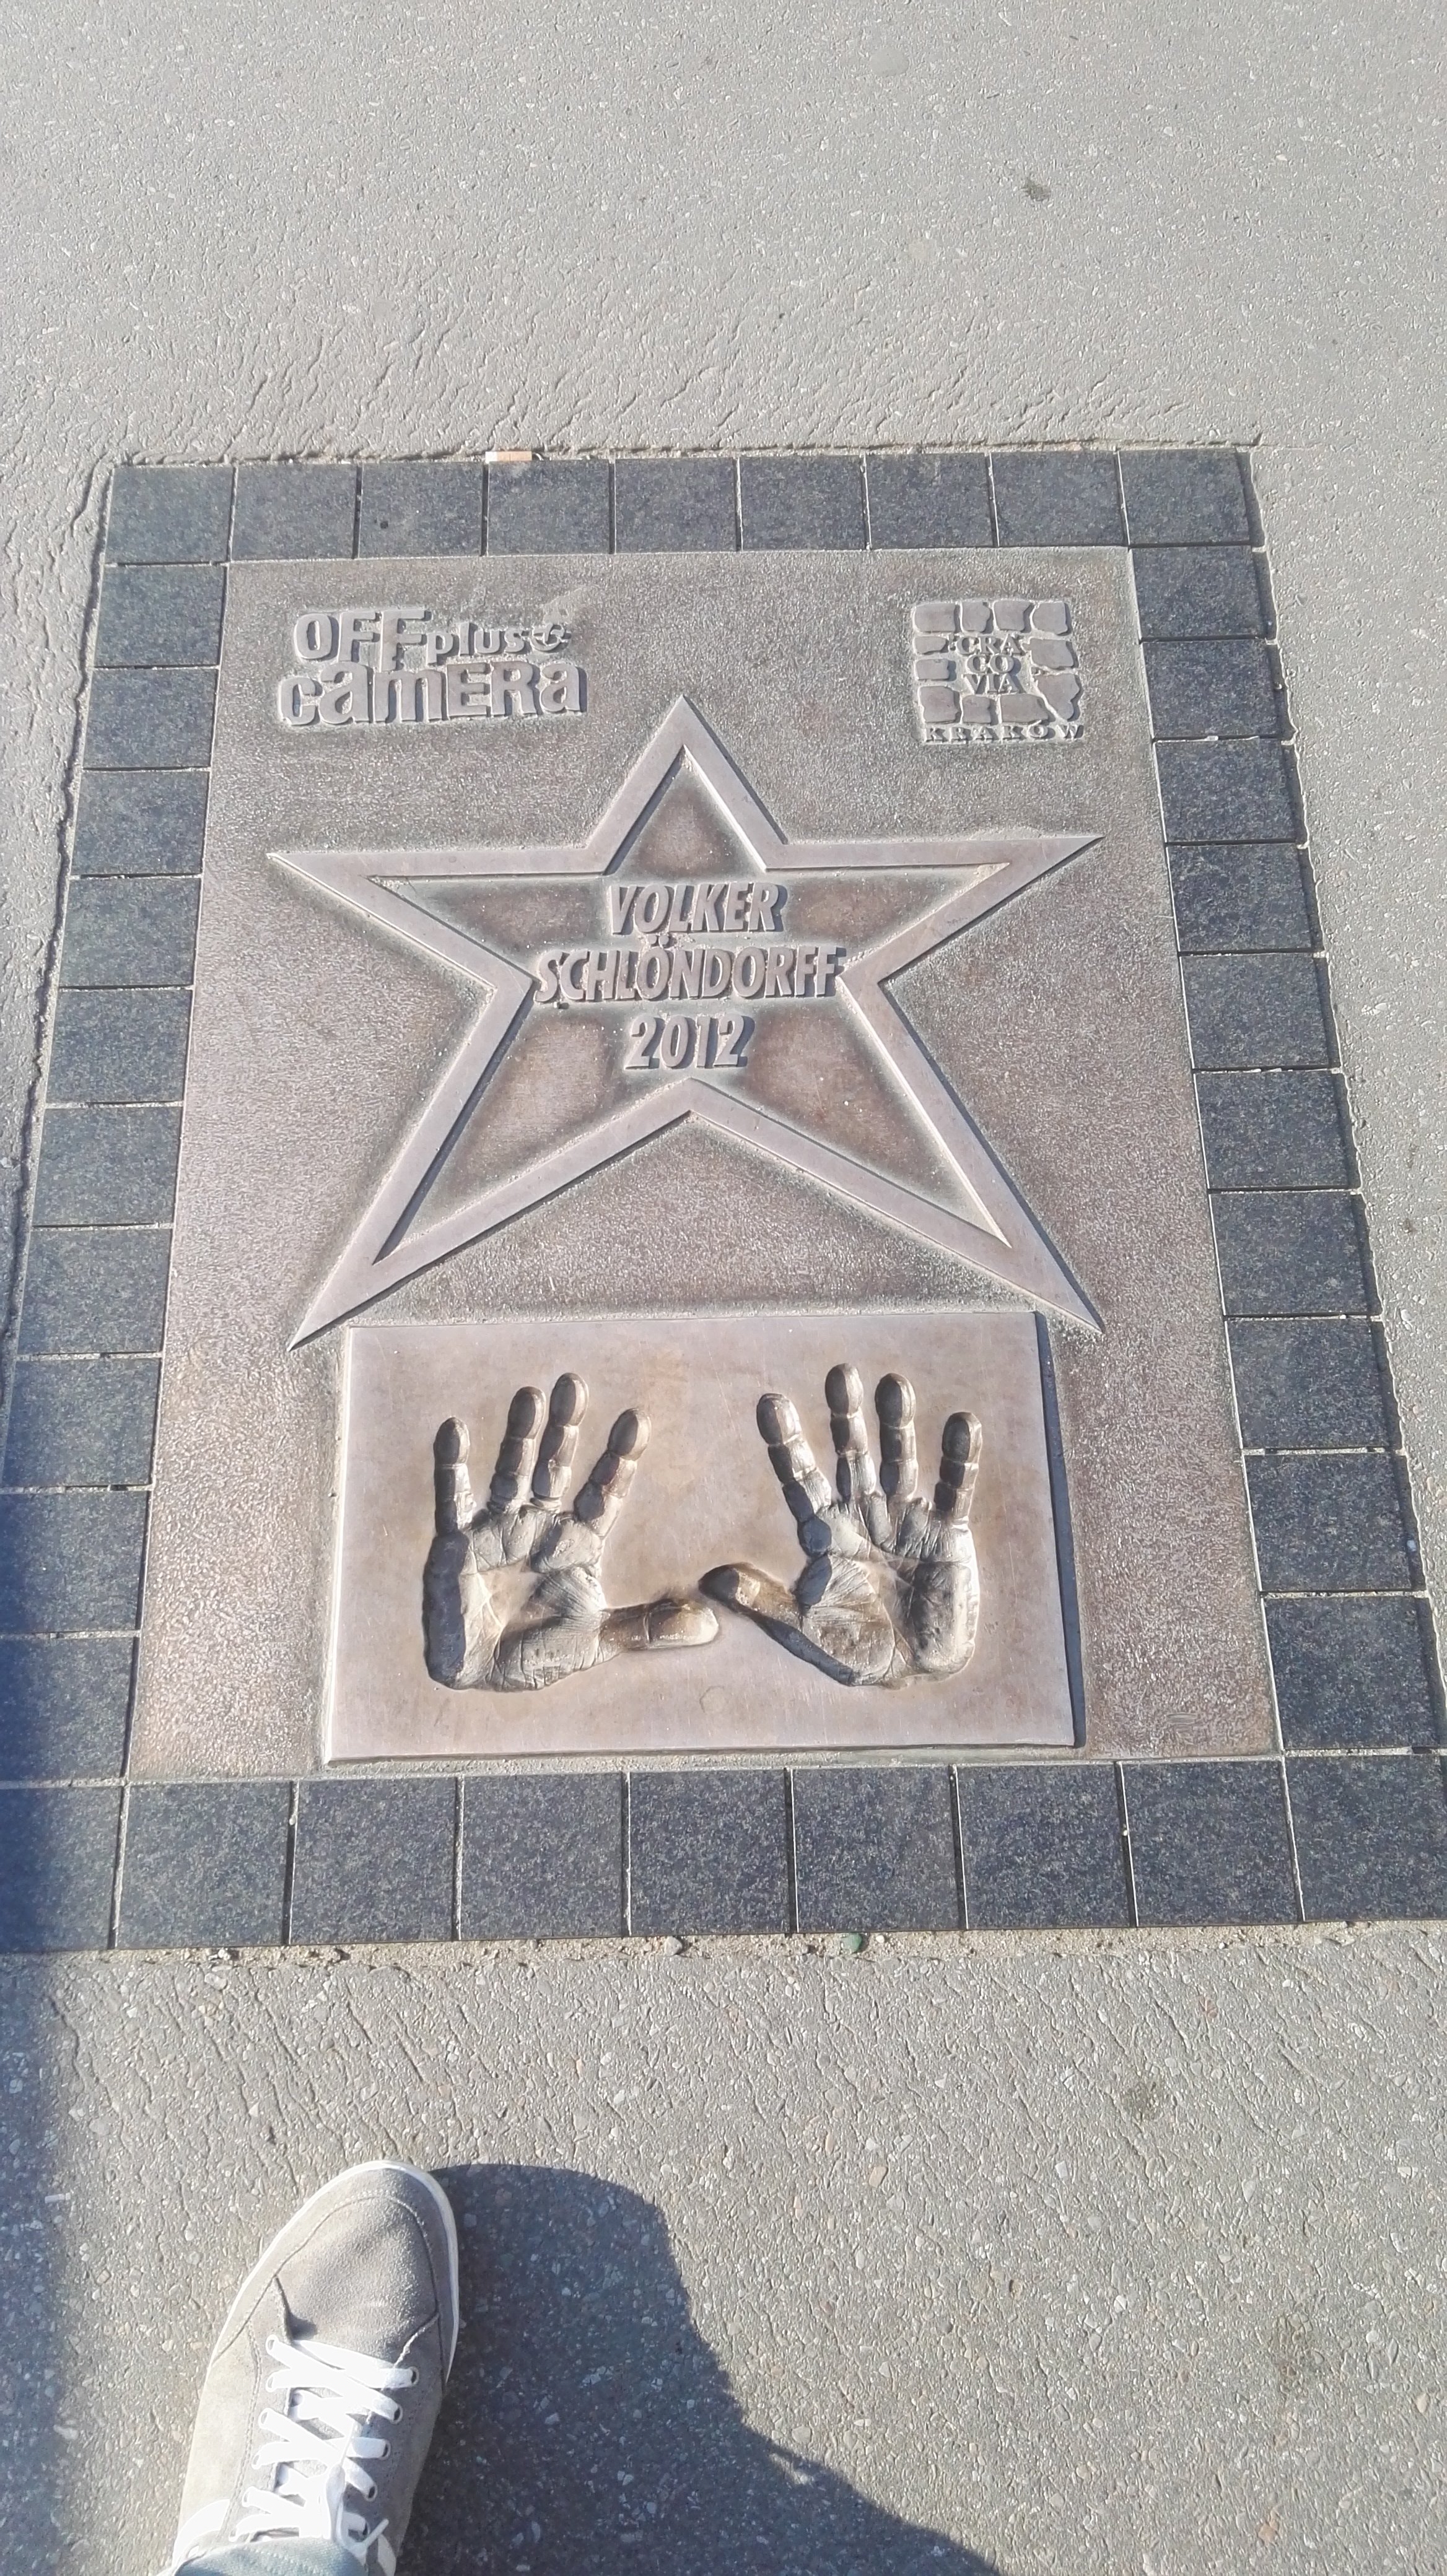 OFF plus
camERa
CRA
CO
VIA
KRAKÓW
VOLKER
SCHLÖNDORFF
2012